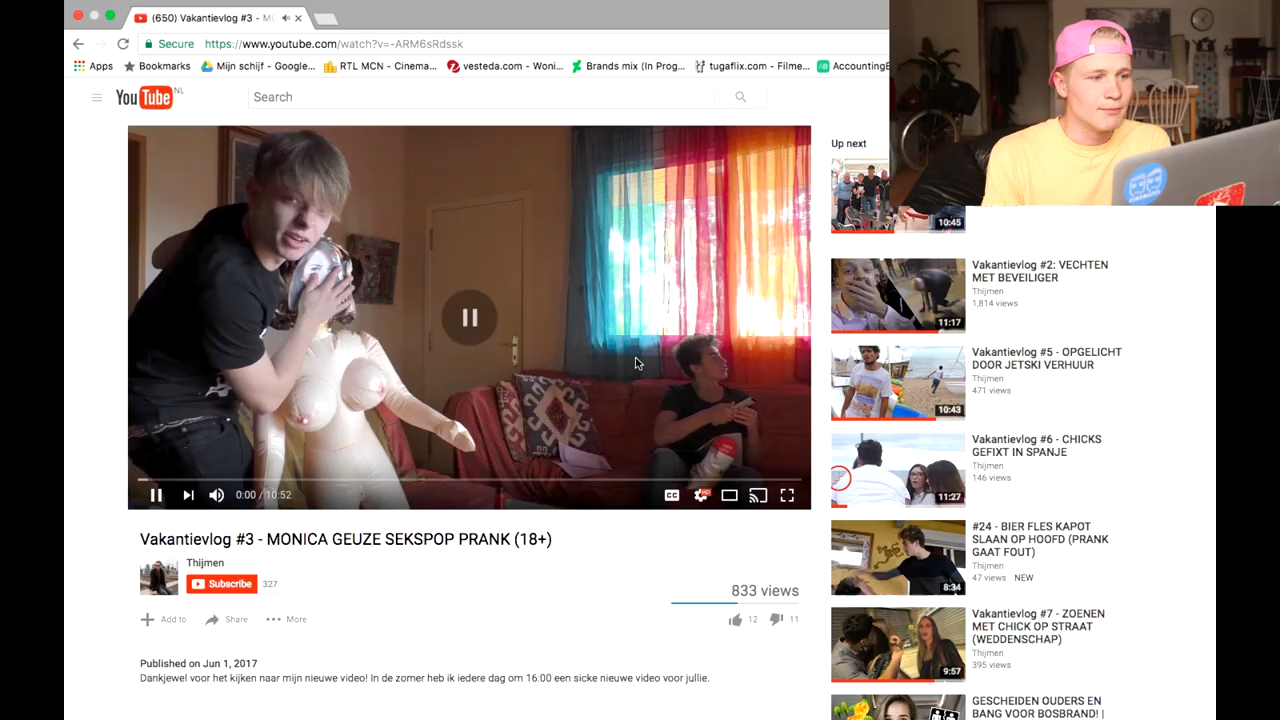 (650) Vakantievlog #3 - MO
Secure https://www.youtube.com/watch?v=-ARM6sRdssk
Apps Bookmarks Mijn schijf - Google... RTL MCN - Cinema... vesteda.com - Woni... Brands mix (In Prog... tugaflix.com - Filme... AccountingE
YouTube NL
Search
Up next
10:45
Vakantievlog #2: VECHTEN
MET BEVEILIGER
Thijmen
1,814 views
11:17
Vakantievlog #5 - OPGELICHT
DOOR JETSKI VERHUUR
Thijmen
471 views
10:43
Vakantievlog #6 - CHICKS
GEFIXT IN SPANJE
Thijmen
146 views
11:27
#24 - BIER FLES KAPOT
SLAAN OP HOOFD (PRANK
GAAT FOUT)
Thijmen
47 views NEW
8:34
Vakantievlog #7 - ZOENEN
MET CHICK OP STRAAT
(WEDDENSCHAP)
Thijmen
395 views
9:57
GESCHEIDEN OUDERS EN
BANG VOOR BOSBRAND! |
0:00 / 10:52
CC HD
Vakantievlog #3 - MONICA GEUZE SEKSPOP PRANK (18+)
Thijmen
Subscribe 327
833 views
Add to Share More
12 11
Published on Jun 1, 2017
Dankjewel voor het kijken naar mijn nieuwe video! In de zomer heb ik iedere dag om 16:00 een sicke nieuwe video voor jullie.